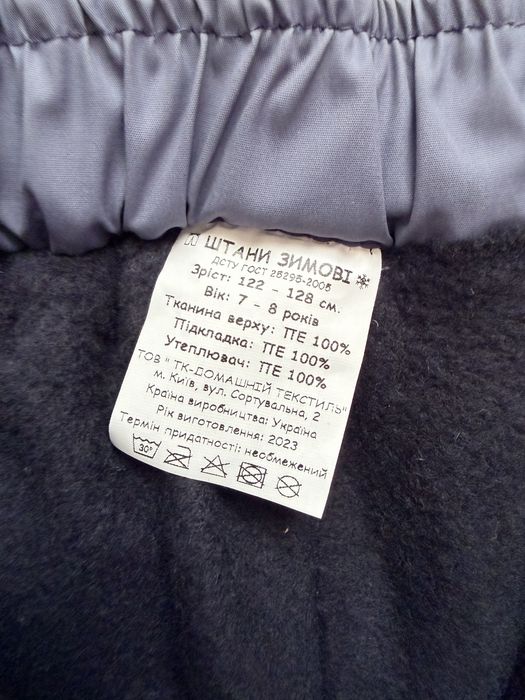 ШТАНИ ЗИМОВІ
ДСТУ ГОСТ 25295-2005
Зріст: 122 - 128 см.
Вік: 7 - 8 років
Тканина верху: ПЕ 100%
Підкладка: ПЕ 100%
Утеплювач: ПЕ 100%
ТОВ " ТК-ДОМАШНІЙ ТЕКСТИЛЬ"
м. Київ, вул. Сортувальна, 2
Країна виробництва: Україна
Рік виготовлення: 2023
Термін придатності: необмежений
30°